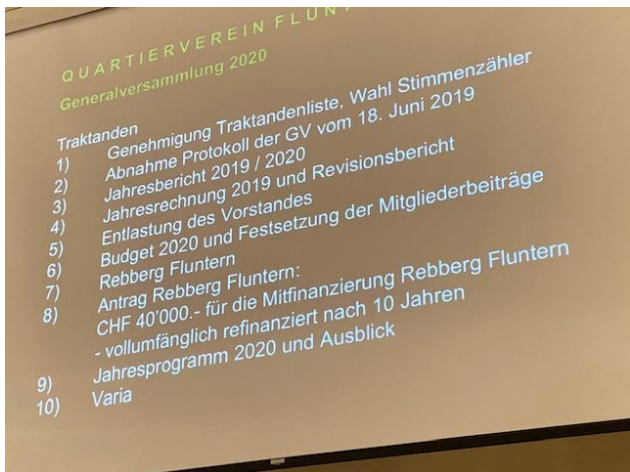 QUARTIERVEREIN FLUNT
Generalversammlung 2020
Traktanden
1) Genehmigung Traktandenliste, Wahl Stimmenzähler
2) Abnahme Protokoll der GV vom 18. Juni 2019
3) Jahresbericht 2019 / 2020
4) Jahresrechnung 2019 und Revisionsbericht
5) Entlastung des Vorstandes
6) Budget 2020 und Festsetzung der Mitgliederbeiträge
7) Rebberg Fluntern
8) Antrag Rebberg Fluntern:
CHF 40'000.- für die Mitfinanzierung Rebberg Fluntern
- vollumfänglich refinanziert nach 10 Jahren
9) Jahresprogramm 2020 und Ausblick
10) Varia